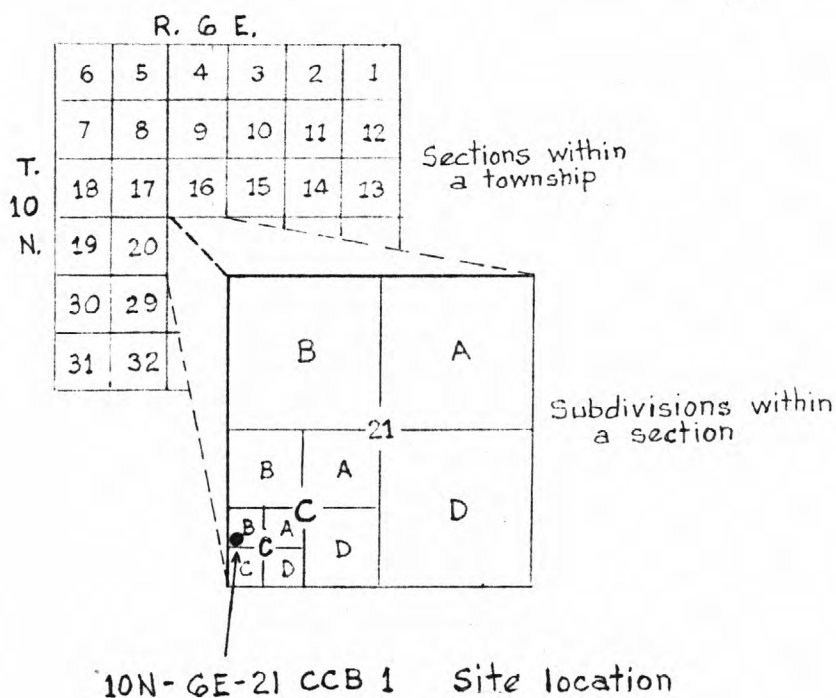 R. 6 E.
6 5 4 3 2 1
7 8 9 10 11 12
T.
10
N.
18 17 16 15 14 13
19 20
30 29
31 32
Sections within
a township
B A
21
B A
C
D
B A
C
C D
D
Subdivisions within
a section
10N-6E-21 CCB 1 Site location